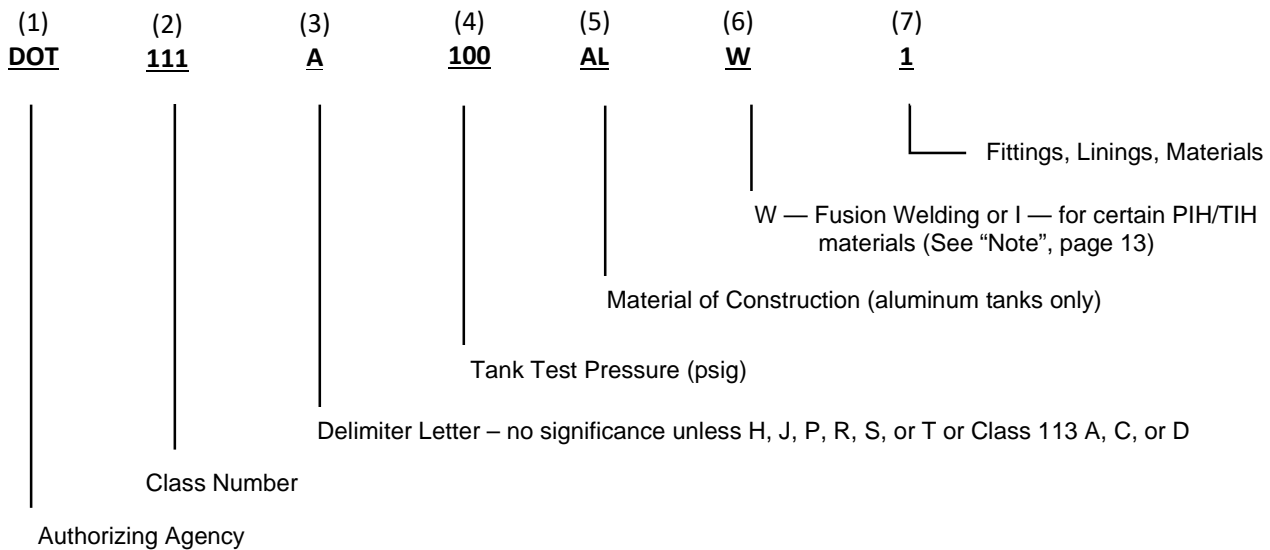 (1) (2) (3) (4) (5) (6) (7)
DOT 111 A 100 AL W 1
Fittings, Linings, Materials
W — Fusion Welding or I — for certain PIH/TIH
materials (See “Note”, page 13)
Material of Construction (aluminum tanks only)
Tank Test Pressure (psig)
Delimiter Letter – no significance unless H, J, P, R, S, or T or Class 113 A, C, or D
Class Number
Authorizing Agency